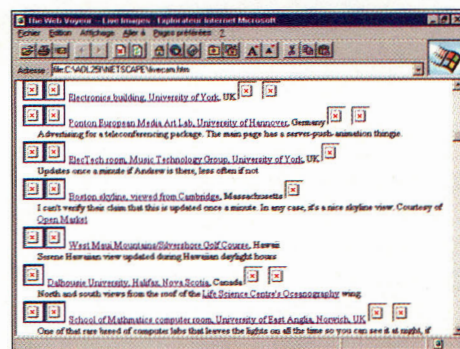 The Web Voyeur -- Live Images - Explorateur Internet Microsoft
Fichier Edition Affichage Aller à Pages préférées ?
Adresse file:C:\AOL25I\NETSCAPE\livecam.htm
Electronics building, University of York, UK
Ponton European Media Art Lab, University of Hannover, Germany
Advertising for a teleconferencing package. The main page has a server-push animation thingie.
ElecTech room, Music Technology Group, University of York, UK
Updates once a minute if Andrew is there, less often if not
Boston skyline, viewed from Cambridge, Massachusetts
I can't verify their claim that this is updated once a minute. In any case, it's a nice skyline view. Courtesy of
Open Market
West Maui Mountains/Silvershore Golf Course, Hawaii
Serene Hawaiian view updated during Hawaiian daylight hours
Dalhousie University, Halifax, Nova Scotia, Canada
North and south views from the roof of the Life Science Centre's Oceanography wing
School of Mathmatics computer room, University of East Anglia, Norwich, UK
One of that rare breed of computer labs that leaves the lights on all the time so you can see it at night, if